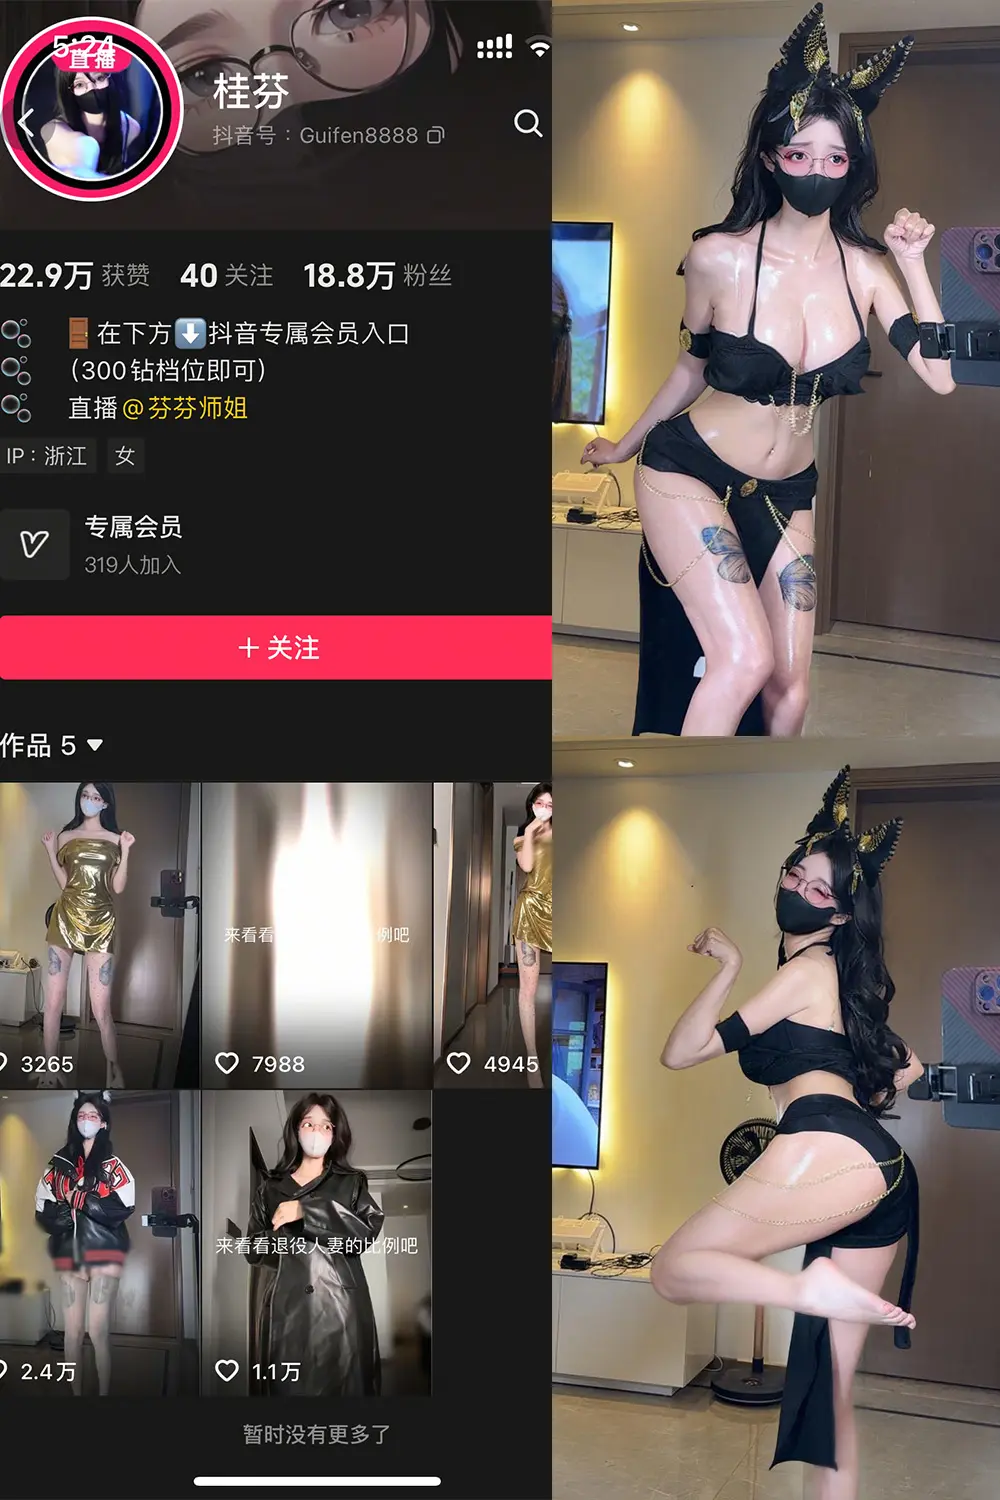 5:24
直播
桂芬
抖音号：Guifen8888
22.9万 获赞 40 关注 18.8万 粉丝
在下方⬇️抖音专属会员入口
（300钻档位即可）
直播@芬芬师姐
IP：浙江 女
专属会员
319人加入
＋关注
作品 5
来看看
例吧
3265
7988
4945
来看看退役人妻的比例吧
2.4万
1.1万
暂时没有更多了